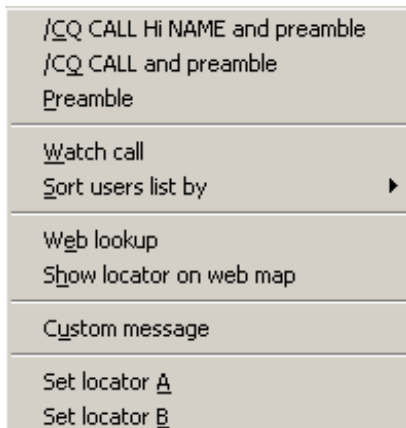 /CQ CALL Hi NAME and preamble
/CQ CALL and preamble
Preamble
Watch call
Sort users list by
Web lookup
Show locator on web map
Custom message
Set locator A
Set locator B